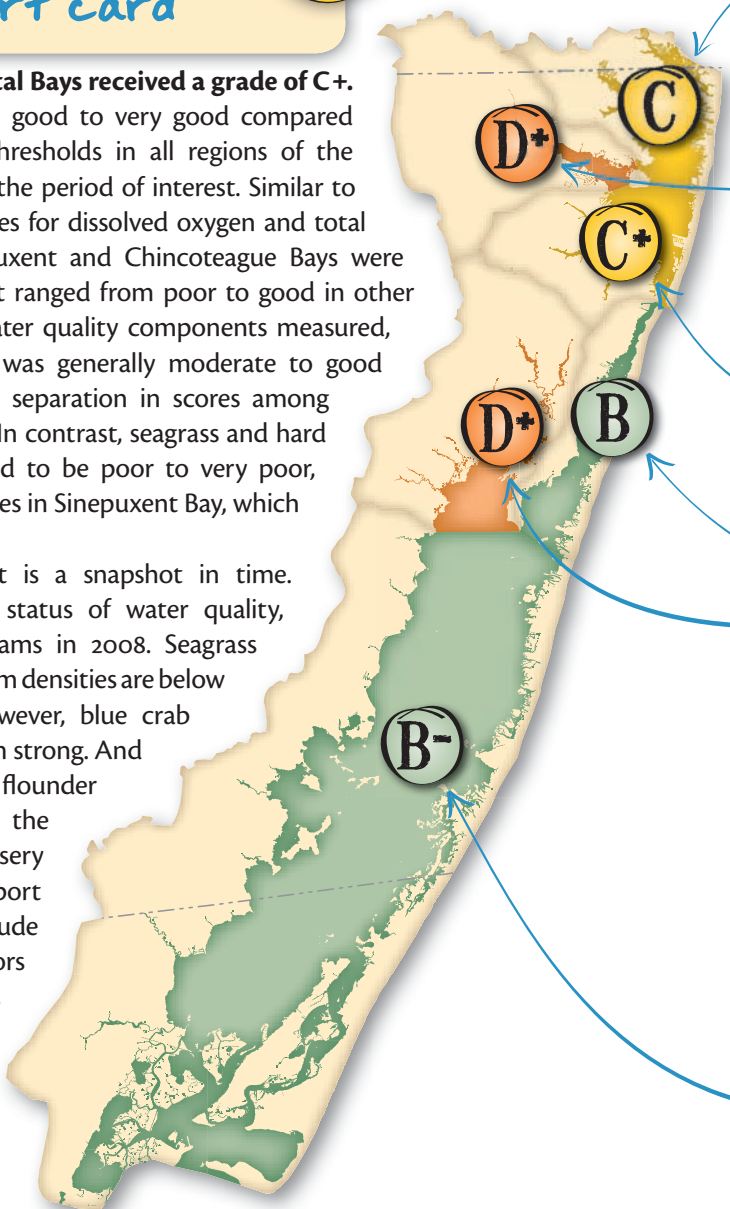 rt card
tal Bays received a grade of C+.
good to very good compared
hresholds in all regions of the
the period of interest. Similar to
es for dissolved oxygen and total
uxent and Chincoteague Bays were
t ranged from poor to good in other
ater quality components measured,
was generally moderate to good
separation in scores among
In contrast, seagrass and hard
d to be poor to very poor,
es in Sinepuxent Bay, which
t is a snapshot in time.
status of water quality,
ams in 2008. Seagrass
m densities are below
wever, blue crab
n strong. And
flounder
the
sery
port
ude
ors
C
D+
C+
D+
B
B-